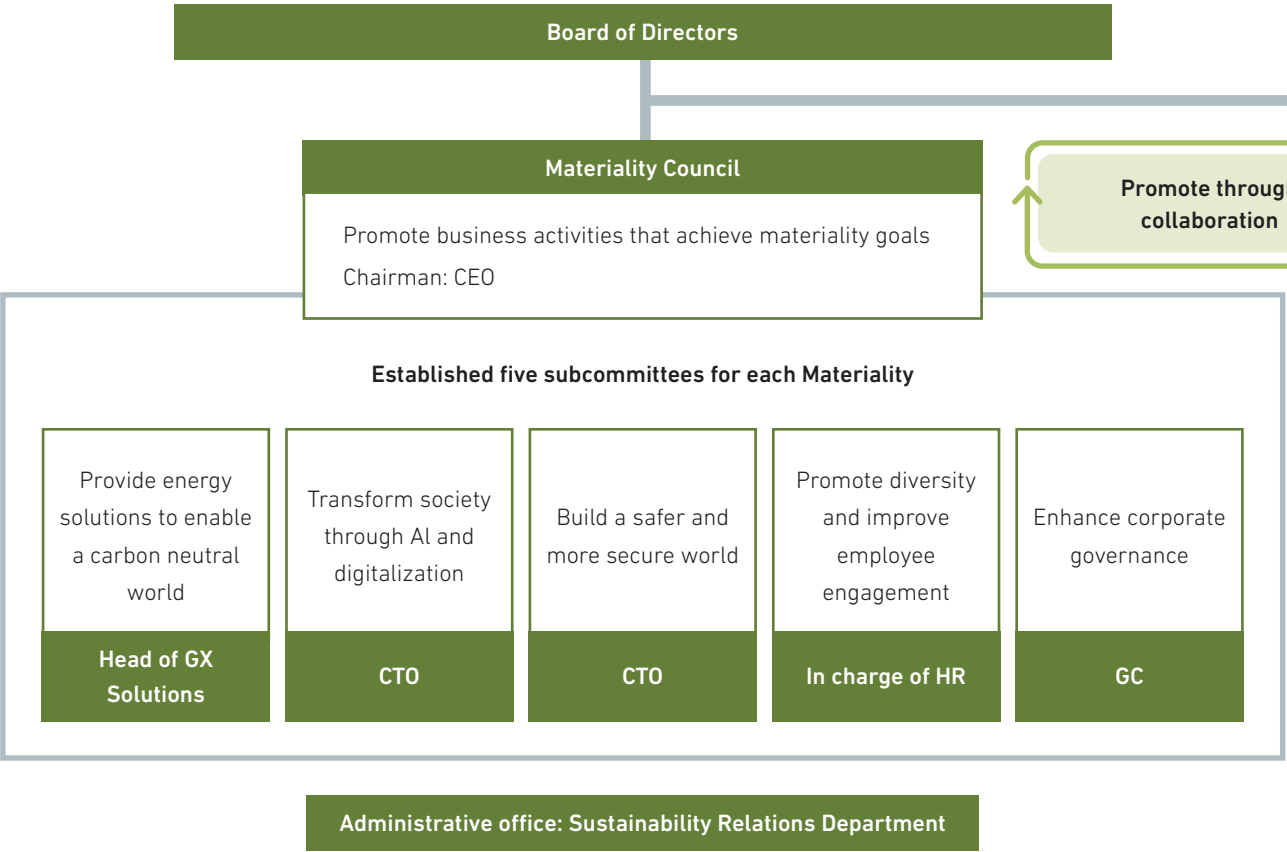 Board of Directors
Materiality Council
Promote business activities that achieve materiality goals
Chairman: CEO
Promote
collaboration
Established five subcommittees for each Materiality
Provide energy
solutions to enable
a carbon neutral
world
Head of GX
Solutions
Transform society
through AI and
digitalization
CTO
Build a safer and
more secure world
CTO
Promote diversity
and improve
employee
engagement
In charge of HR
Enhance corporate
governance
GC
Administrative office: Sustainability Relations Department